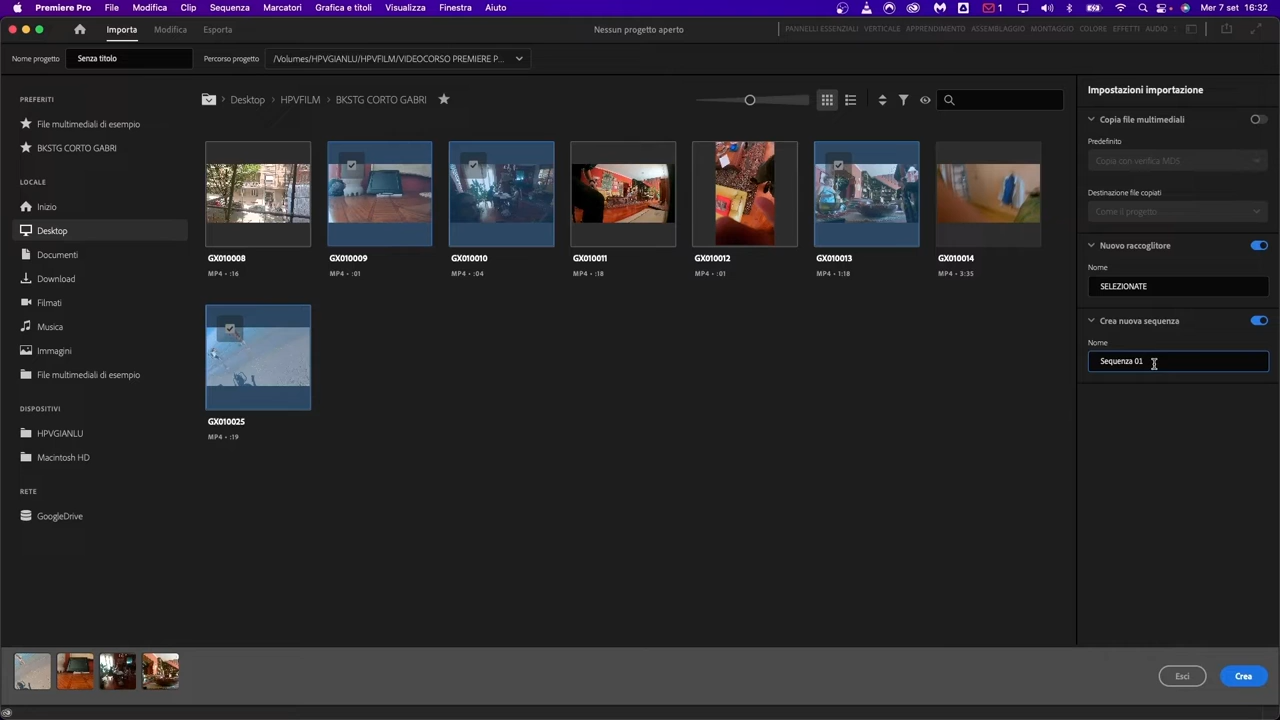 Premiere Pro File Modifica Clip Sequenza Marcatori Grafica e titoli Visualizza Finestra Aiuto 1 Mer 7 set 16:32
Importa Modifica Esporta Nessun progetto aperto PANNELLI ESSENZIALI VERTICALE APPRENDIMENTO ASSEMBLAGGIO MONTAGGIO COLORE EFFETTI AUDIO
Nome progetto Senza titolo Percorso progetto /Volumes/HPVGIANLU/HPVFILM/VIDEOCORSO PREMIERE P...
PREFERITI
File multimediali di esempio
BKSTG CORTO GABRI
LOCALE
Inizio
Desktop
Documenti
Download
Filmati
Musica
Immagini
File multimediali di esempio
DISPOSITIVI
HPVGIANLU
Macintosh HD
RETE
GoogleDrive
Desktop > HPVFILM > BKSTG CORTO GABRI
GX010008
MP4 • :16
GX010009
MP4 • :01
GX010010
MP4 • :04
GX010011
MP4 • :18
GX010012
MP4 • :01
GX010013
MP4 • 1:18
GX010014
MP4 • 3:35
GX010025
MP4 • :19
Impostazioni importazione
Copia file multimediali
Predefinito
Copia con verifica MD5
Destinazione file copiati
Come il progetto
Nuovo raccoglitore
Nome
SELEZIONATE
Crea nuova sequenza
Nome
Sequenza 01
Esci Crea